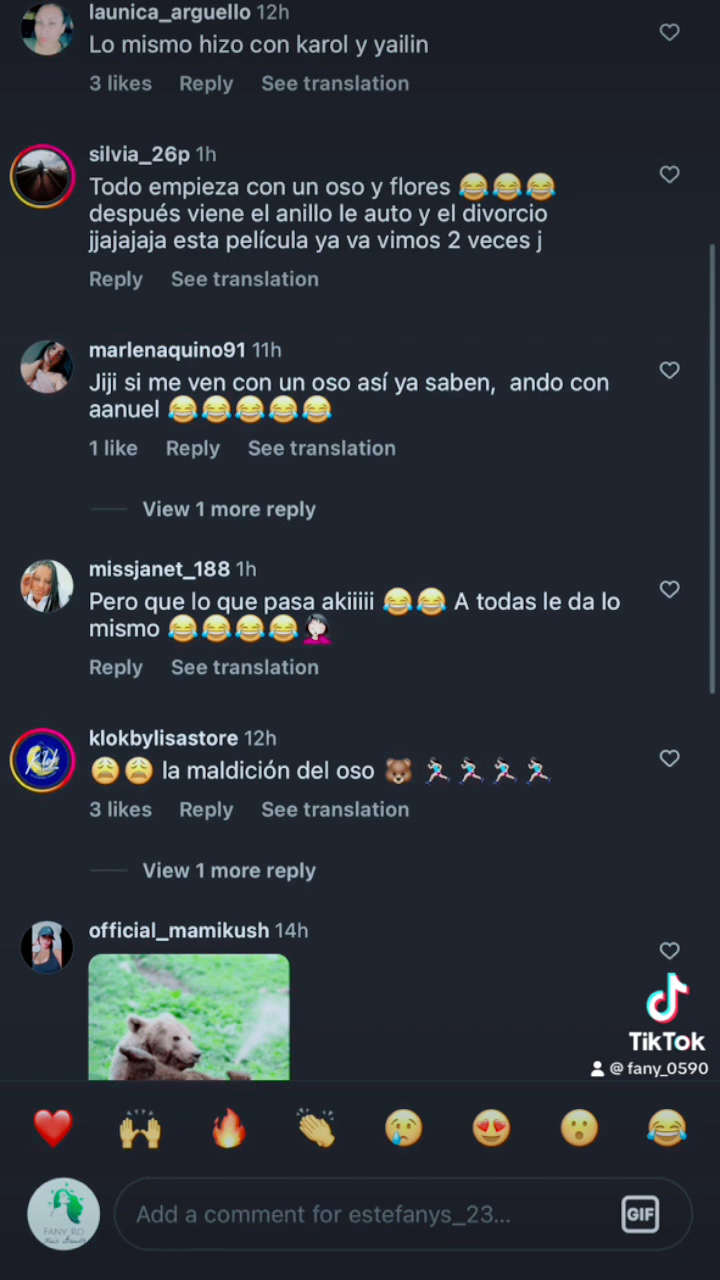 launica_arguello 12h
Lo mismo hizo con karol y yailin
3 likes Reply See translation
silvia_26p 1h
Todo empieza con un oso y flores 😂😂😂
después viene el anillo le auto y el divorcio
jjajajaja esta película ya va vimos 2 veces j
Reply See translation
marlenaquino91 11h
Jiji si me ven con un oso así ya saben, ando con
aanuel 😂😂😂😂😂
1 like Reply See translation
View 1 more reply
missjanet_188 1h
Pero que lo que pasa akiiiii 😂😂 A todas le da lo
mismo 😂😂😂😂🤦🏻‍♀️
Reply See translation
klokbylisastore 12h
😩😩 la maldición del oso 🐻🏃🏻‍♀️🏃🏻‍♀️🏃🏻‍♀️🏃🏻‍♀️
3 likes Reply See translation
View 1 more reply
official_mamikush 14h
TikTok
@fany_0590
❤️ 🙌 🔥 👏 😢 😍 😮 😂
FANY RO
Add a comment for estefanys_23...
GIF